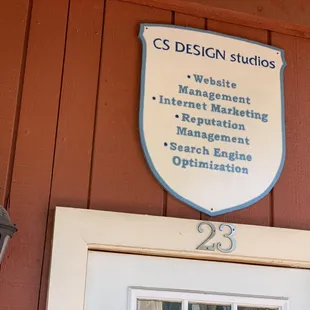 CS DESIGN studios
• Website
Management
• Internet Marketing
• Reputation
Management
• Search Engine
Optimization
23